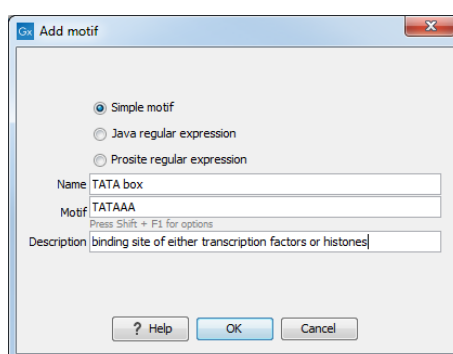 Gx Add motif
Simple motif
Java regular expression
Prosite regular expression
Name TATA box
Motif TATAAA
Press Shift + F1 for options
Description binding site of either transcription factors or histones
? Help OK Cancel